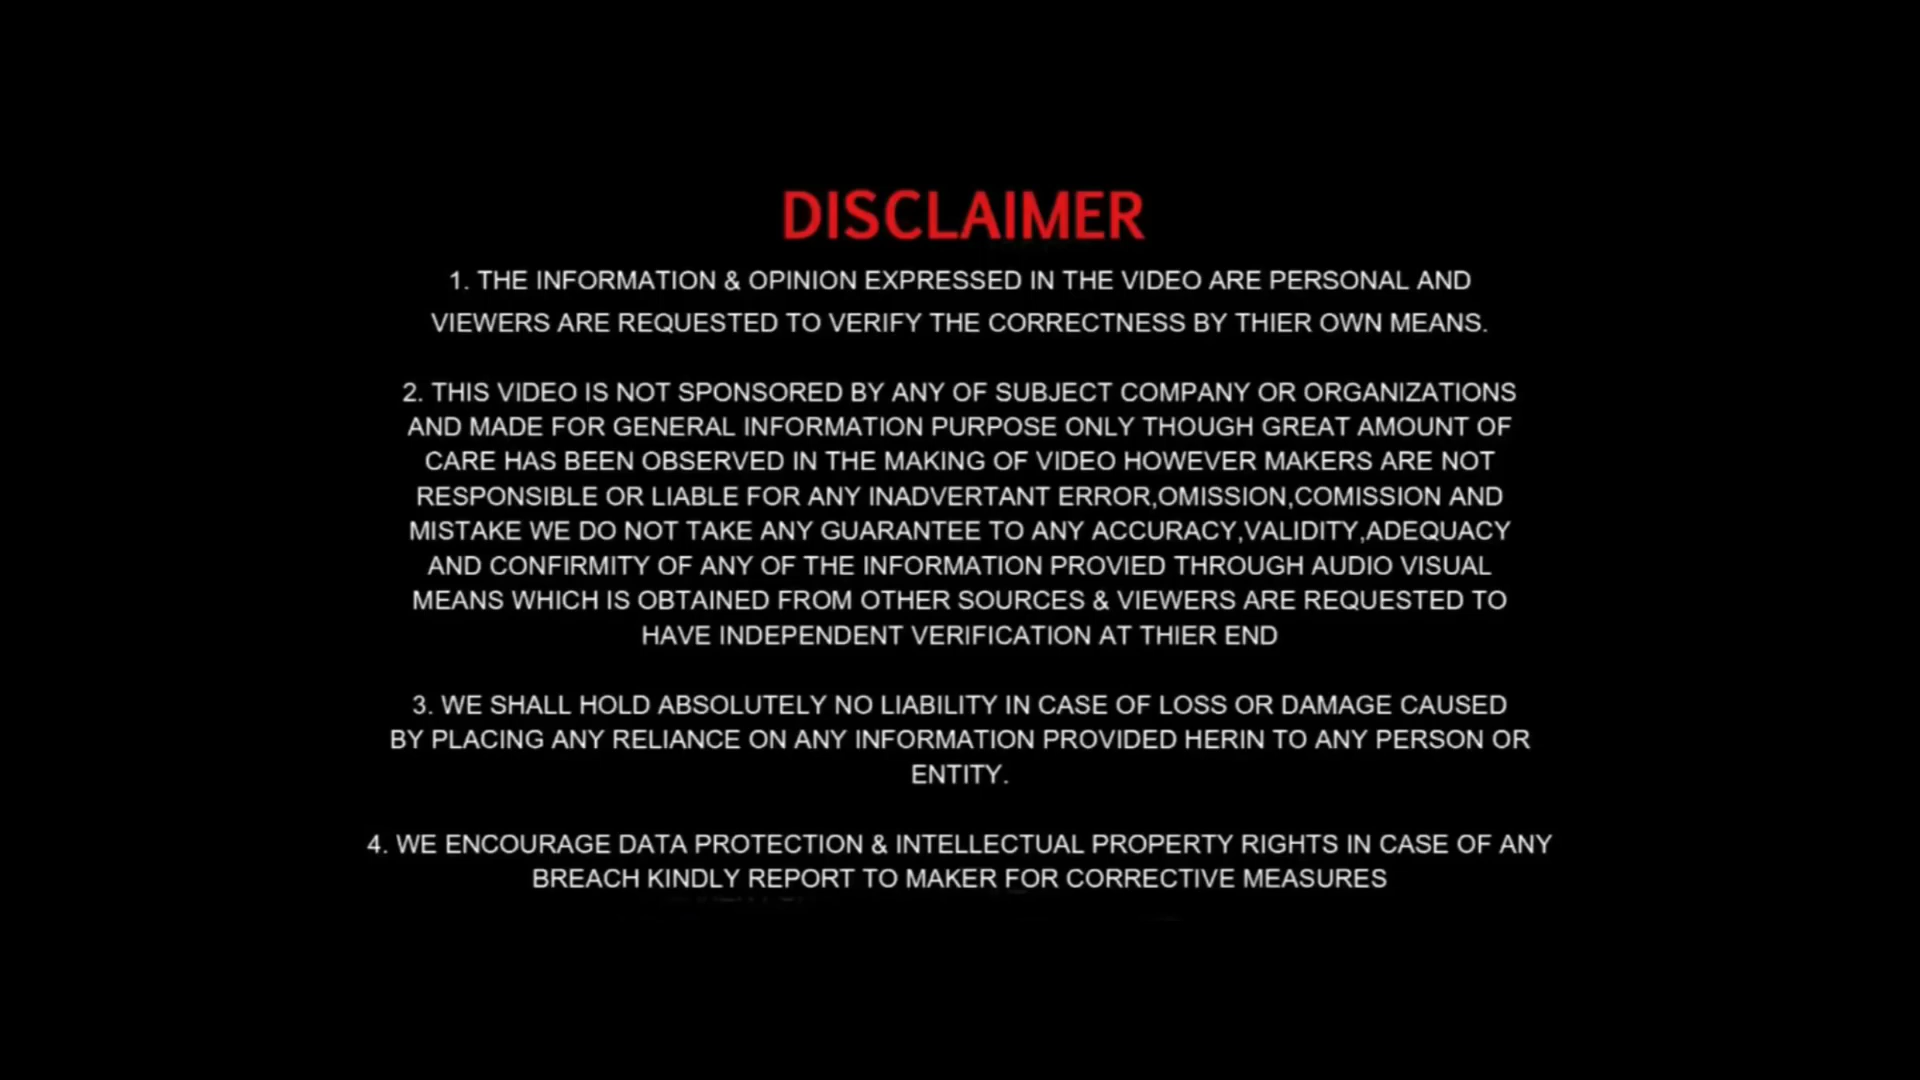 DISCLAIMER
1. THE INFORMATION & OPINION EXPRESSED IN THE VIDEO ARE PERSONAL AND
VIEWERS ARE REQUESTED TO VERIFY THE CORRECTNESS BY THIER OWN MEANS.
2. THIS VIDEO IS NOT SPONSORED BY ANY OF SUBJECT COMPANY OR ORGANIZATIONS
AND MADE FOR GENERAL INFORMATION PURPOSE ONLY THOUGH GREAT AMOUNT OF
CARE HAS BEEN OBSERVED IN THE MAKING OF VIDEO HOWEVER MAKERS ARE NOT
RESPONSIBLE OR LIABLE FOR ANY INADVERTANT ERROR,OMISSION,COMISSION AND
MISTAKE WE DO NOT TAKE ANY GUARANTEE TO ANY ACCURACY,VALIDITY,ADEQUACY
AND CONFIRMITY OF ANY OF THE INFORMATION PROVIED THROUGH AUDIO VISUAL
MEANS WHICH IS OBTAINED FROM OTHER SOURCES & VIEWERS ARE REQUESTED TO
HAVE INDEPENDENT VERIFICATION AT THIER END
3. WE SHALL HOLD ABSOLUTELY NO LIABILITY IN CASE OF LOSS OR DAMAGE CAUSED
BY PLACING ANY RELIANCE ON ANY INFORMATION PROVIDED HERIN TO ANY PERSON OR
ENTITY.
4. WE ENCOURAGE DATA PROTECTION & INTELLECTUAL PROPERTY RIGHTS IN CASE OF ANY
BREACH KINDLY REPORT TO MAKER FOR CORRECTIVE MEASURES